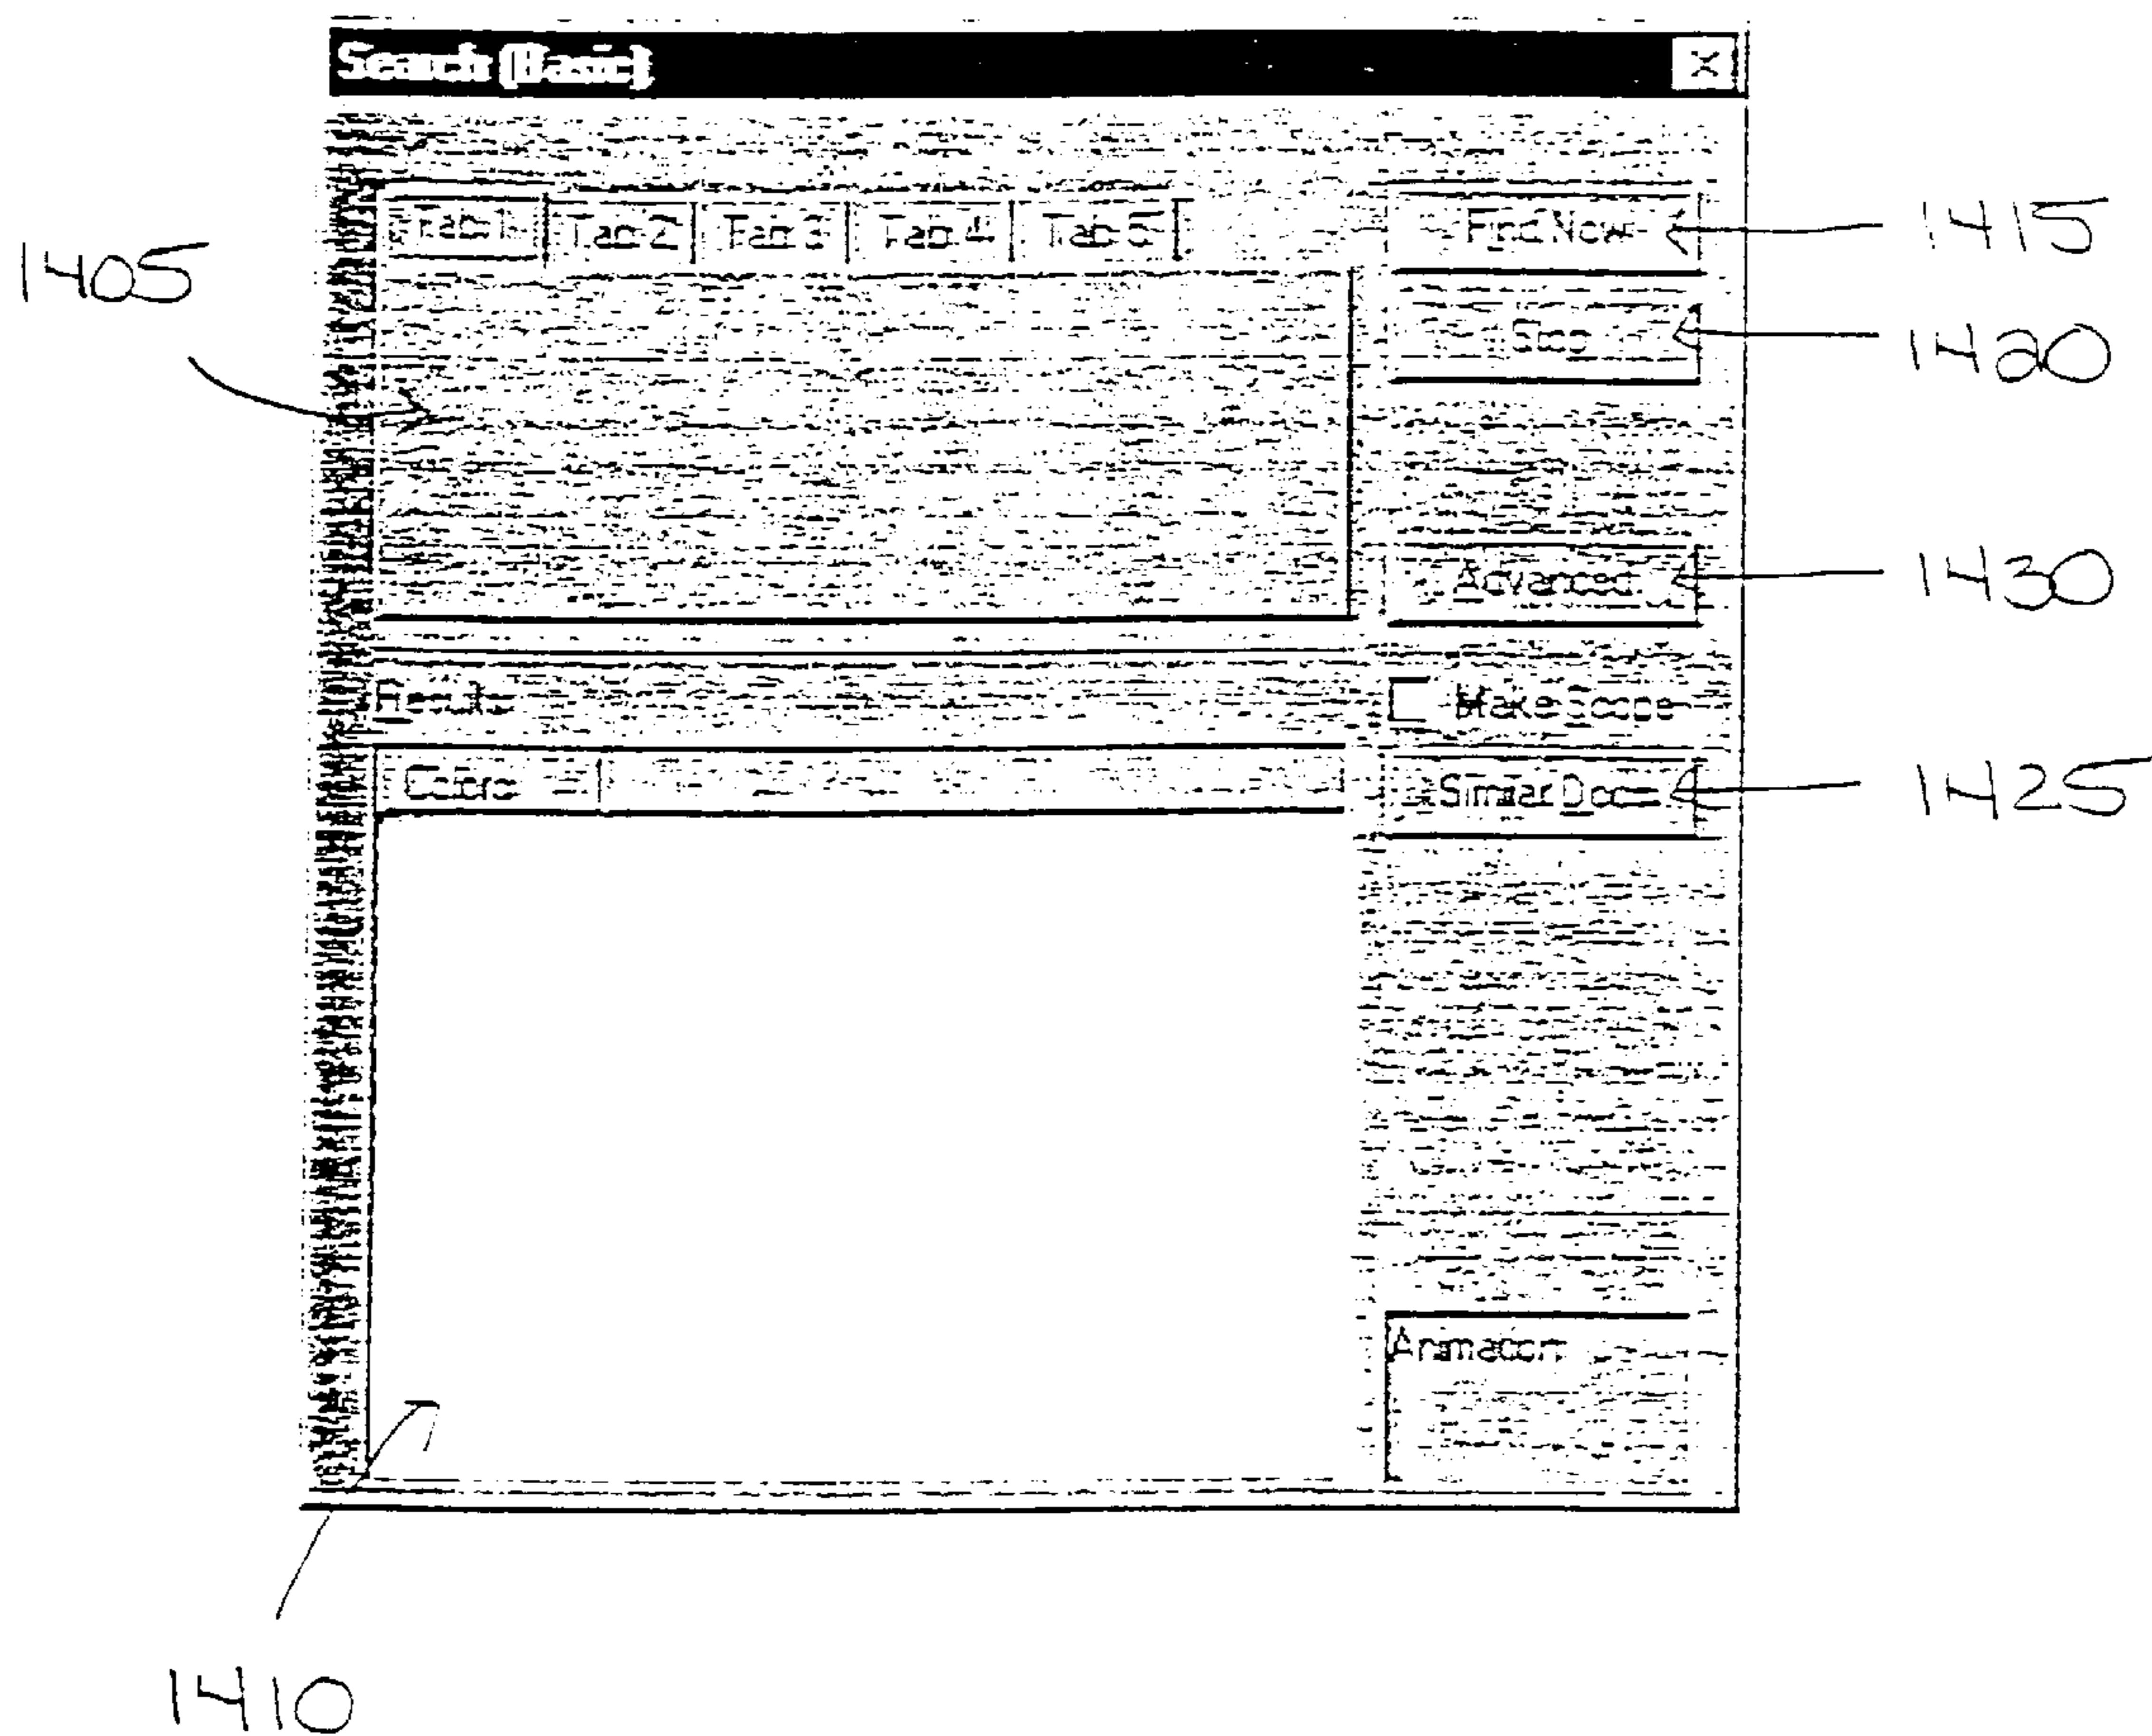 Search (Basic)
Tab 1 Tab 2 Tab 3 Tab 4 Tab 5
Find Now
1415
1405
Stop
1420
Advanced
1430
Results
Make Scope
Similar Docs
1425
Animation
1410